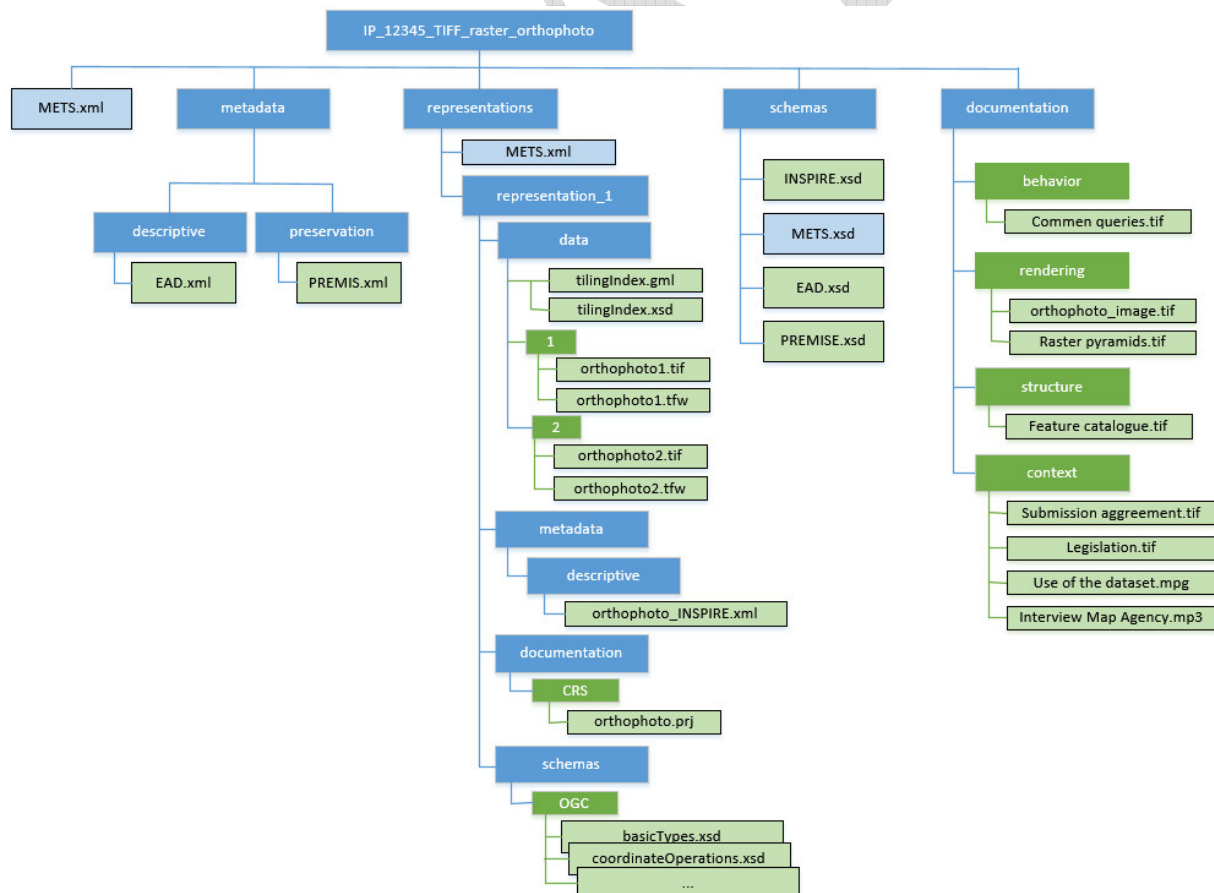 IP_12345_TIFF_raster_orthophoto
METS.xml
metadata
descriptive
EAD.xml
preservation
PREMIS.xml
representations
METS.xml
representation_1
data
tilingIndex.gml
tilingIndex.xsd
1
orthophoto1.tif
orthophoto1.tfw
2
orthophoto2.tif
orthophoto2.tfw
metadata
descriptive
orthophoto_INSPIRE.xml
documentation
CRS
orthophoto.prj
schemas
OGC
basicTypes.xsd
coordinateOperations.xsd
...
schemas
INSPIRE.xsd
METS.xsd
EAD.xsd
PREMISE.xsd
documentation
behavior
Commen queries.tif
rendering
orthophoto_image.tif
Raster pyramids.tif
structure
Feature catalogue.tif
context
Submission aggreement.tif
Legislation.tif
Use of the dataset.mpg
Interview Map Agency.mp3